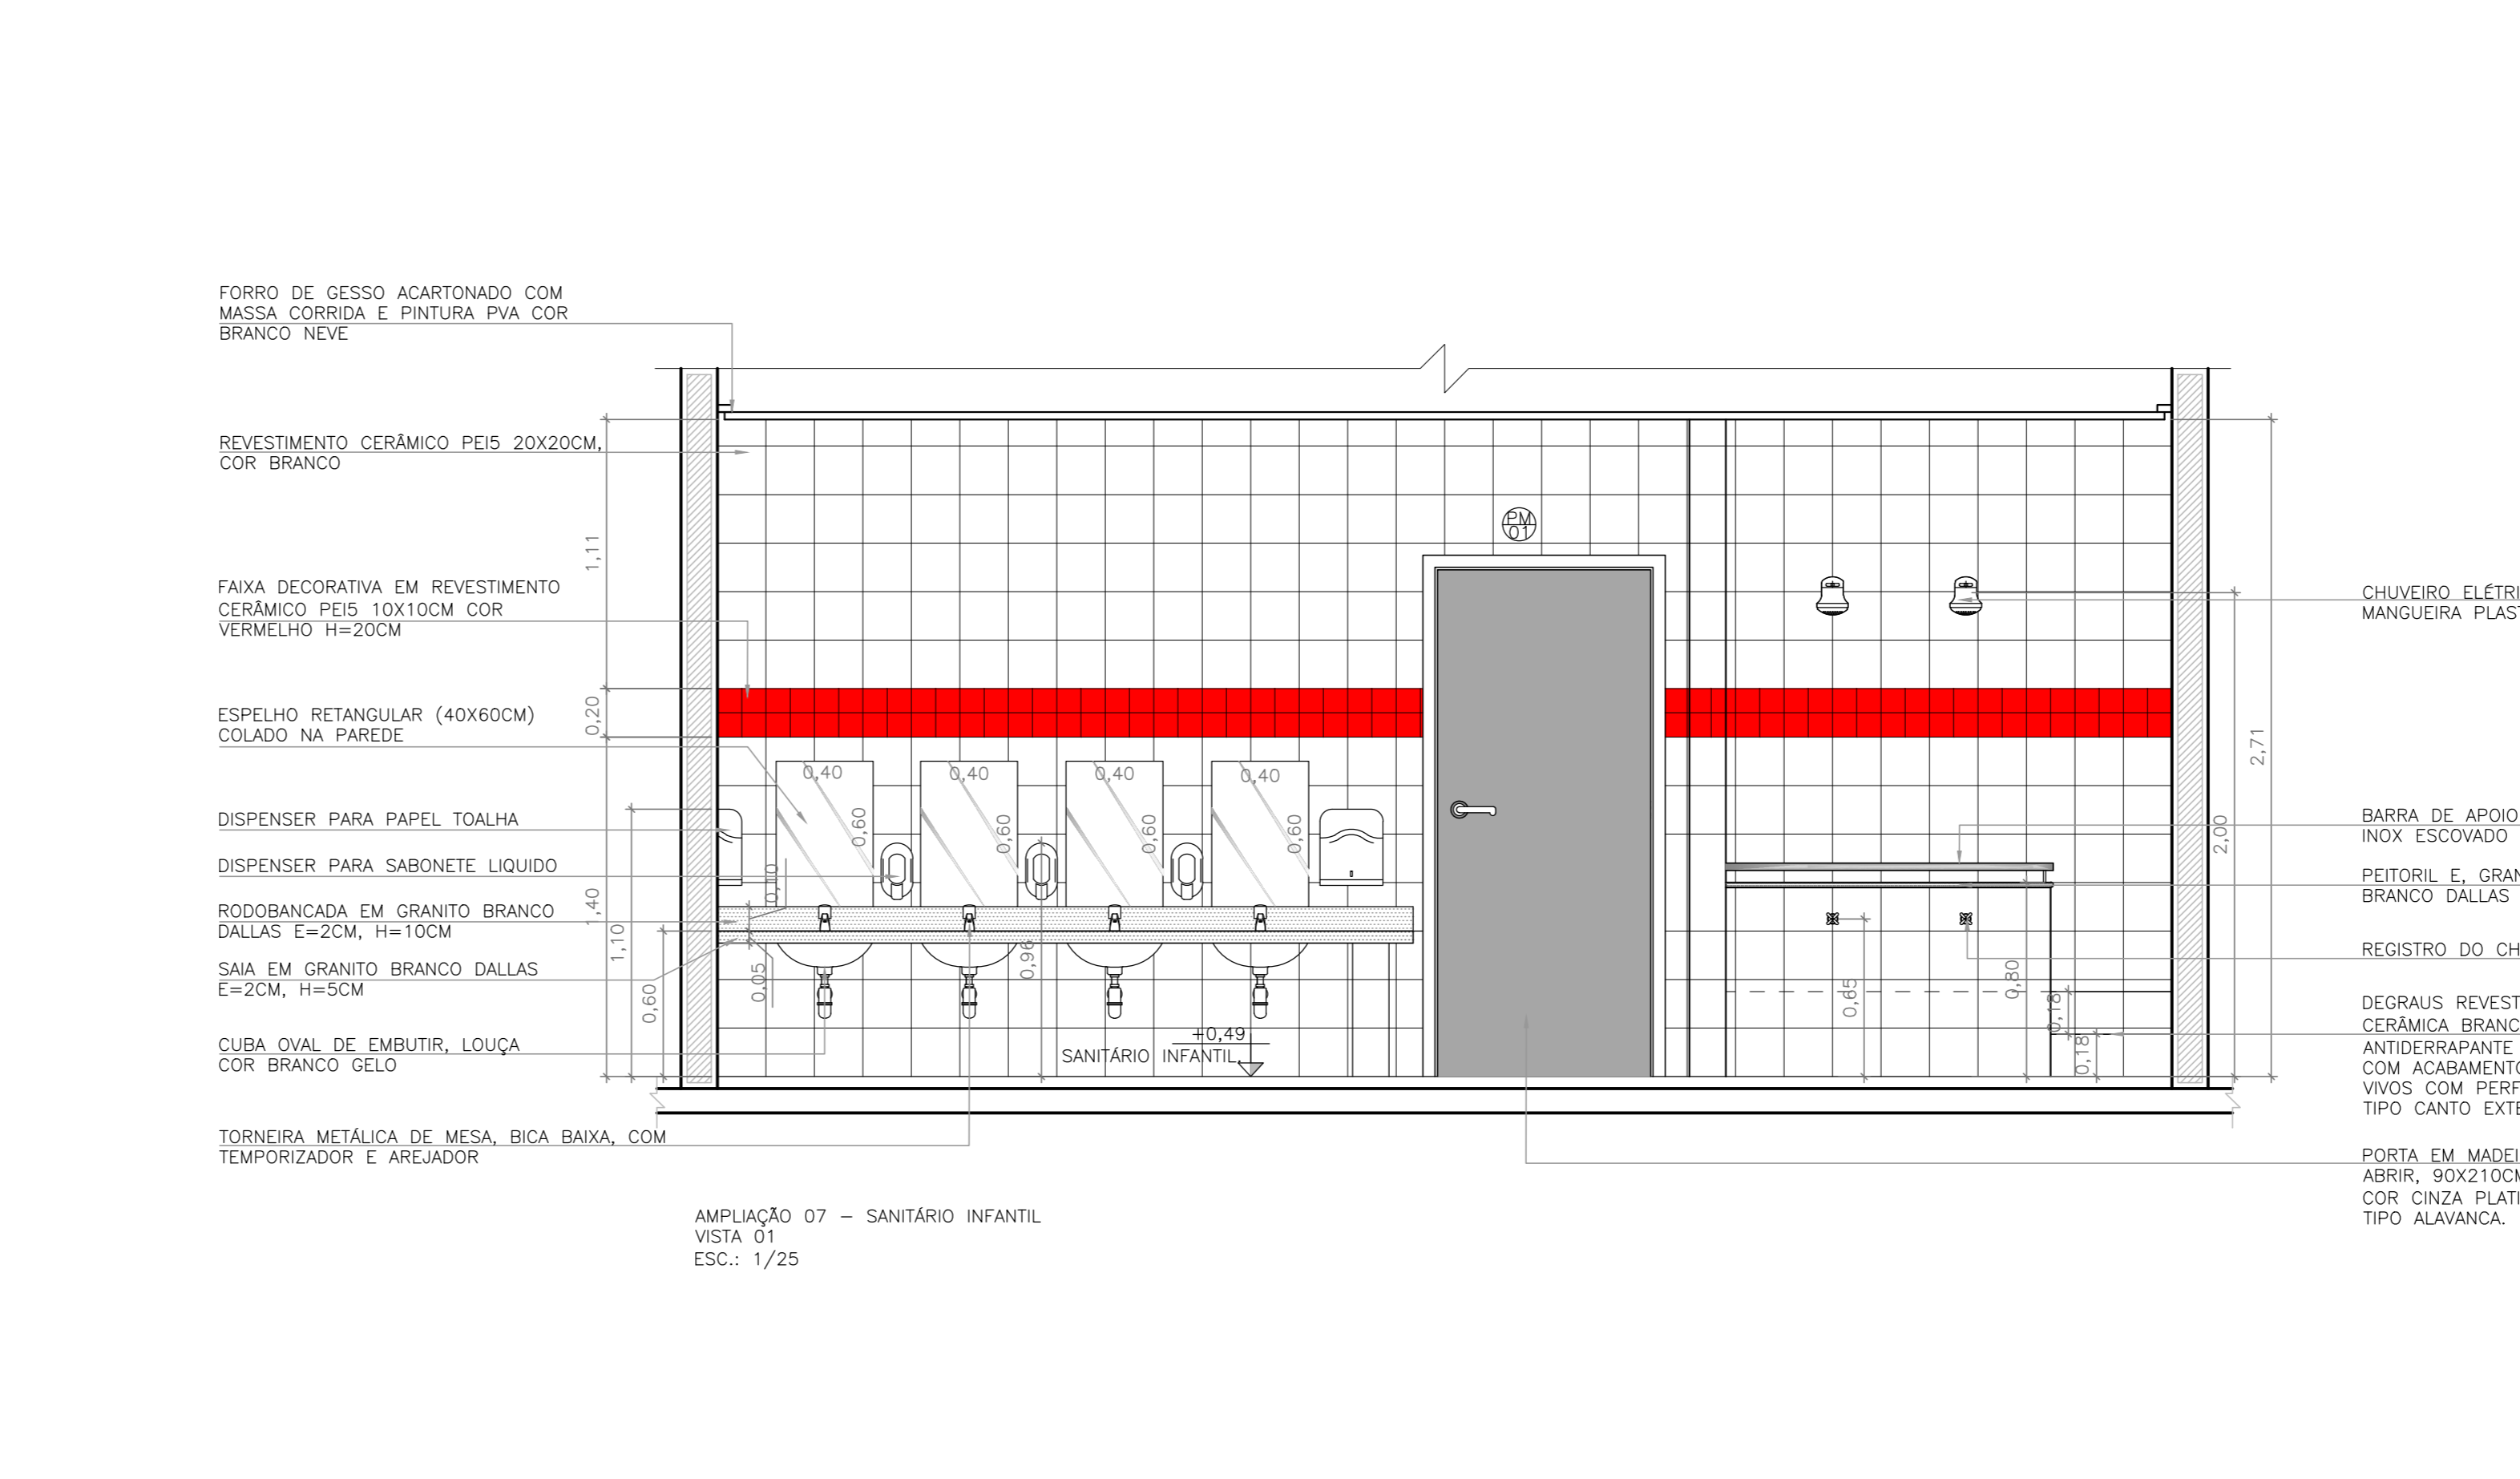 FORRO DE GESSO ACARTONADO COM
MASSA CORRIDA E PINTURA PVA COR
BRANCO NEVE
REVESTIMENTO CERÂMICO PEI5 20X20CM,
COR BRANCO
FAIXA DECORATIVA EM REVESTIMENTO
CERÂMICO PEI5 10X10CM COR
VERMELHO H=20CM
ESPELHO RETANGULAR (40X60CM)
COLADO NA PAREDE
DISPENSER PARA PAPEL TOALHA
DISPENSER PARA SABONETE LIQUIDO
RODOBANCADA EM GRANITO BRANCO
DALLAS E=2CM, H=10CM
SAIA EM GRANITO BRANCO DALLAS
E=2CM, H=5CM
CUBA OVAL DE EMBUTIR, LOUÇA
COR BRANCO GELO
TORNEIRA METÁLICA DE MESA, BICA BAIXA, COM
TEMPORIZADOR E AREJADOR
1,11
0,20
1,40
1,10
0,60
0,10
0,05
0,40
0,40
0,40
0,40
0,60
0,60
0,60
0,60
0,96
+0,49
SANITÁRIO INFANTIL
PM
01
0,65
0,80
0,18
0,18
2,00
2,71
CHUVEIRO ELÉTRI
MANGUEIRA PLAS
BARRA DE APOIO
INOX ESCOVADO
PEITORIL E, GRAN
BRANCO DALLAS
REGISTRO DO CH
DEGRAUS REVEST
CERÂMICA BRANC
ANTIDERRAPANTE
COM ACABAMENTO
VIVOS COM PERF
TIPO CANTO EXTE
PORTA EM MADEI
ABRIR, 90X210CM
COR CINZA PLATI
TIPO ALAVANCA.
AMPLIAÇÃO 07 – SANITÁRIO INFANTIL
VISTA 01
ESC.: 1/25